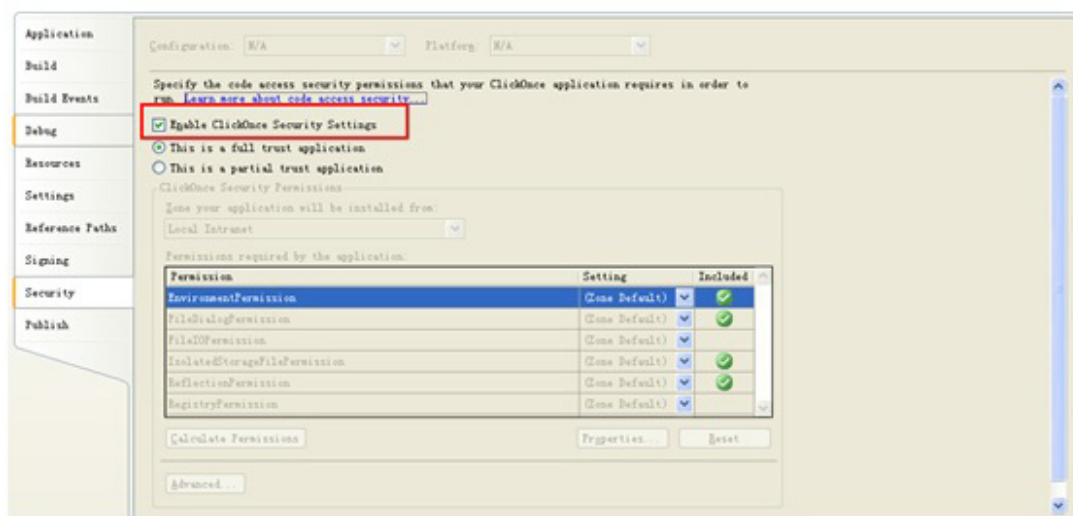 Application
Build
Build Events
Debug
Resources
Settings
Reference Paths
Signing
Security
Publish
Configuration: N/A Platform: N/A
Specify the code access security permissions that your ClickOnce application requires in order to
run. Learn more about code access security...
Enable ClickOnce Security Settings
This is a full trust application
This is a partial trust application
ClickOnce Security Permissions
Zone your application will be installed from:
Local Intranet
Permissions required by the application:
Permission Setting Included
EnvironmentPermission (Zone Default)
FileDialogPermission (Zone Default)
FileIOPermission (Zone Default)
IsolatedStorageFilePermission (Zone Default)
ReflectionPermission (Zone Default)
RegistryPermission (Zone Default)
Calculate Permissions Properties... Reset
Advanced...